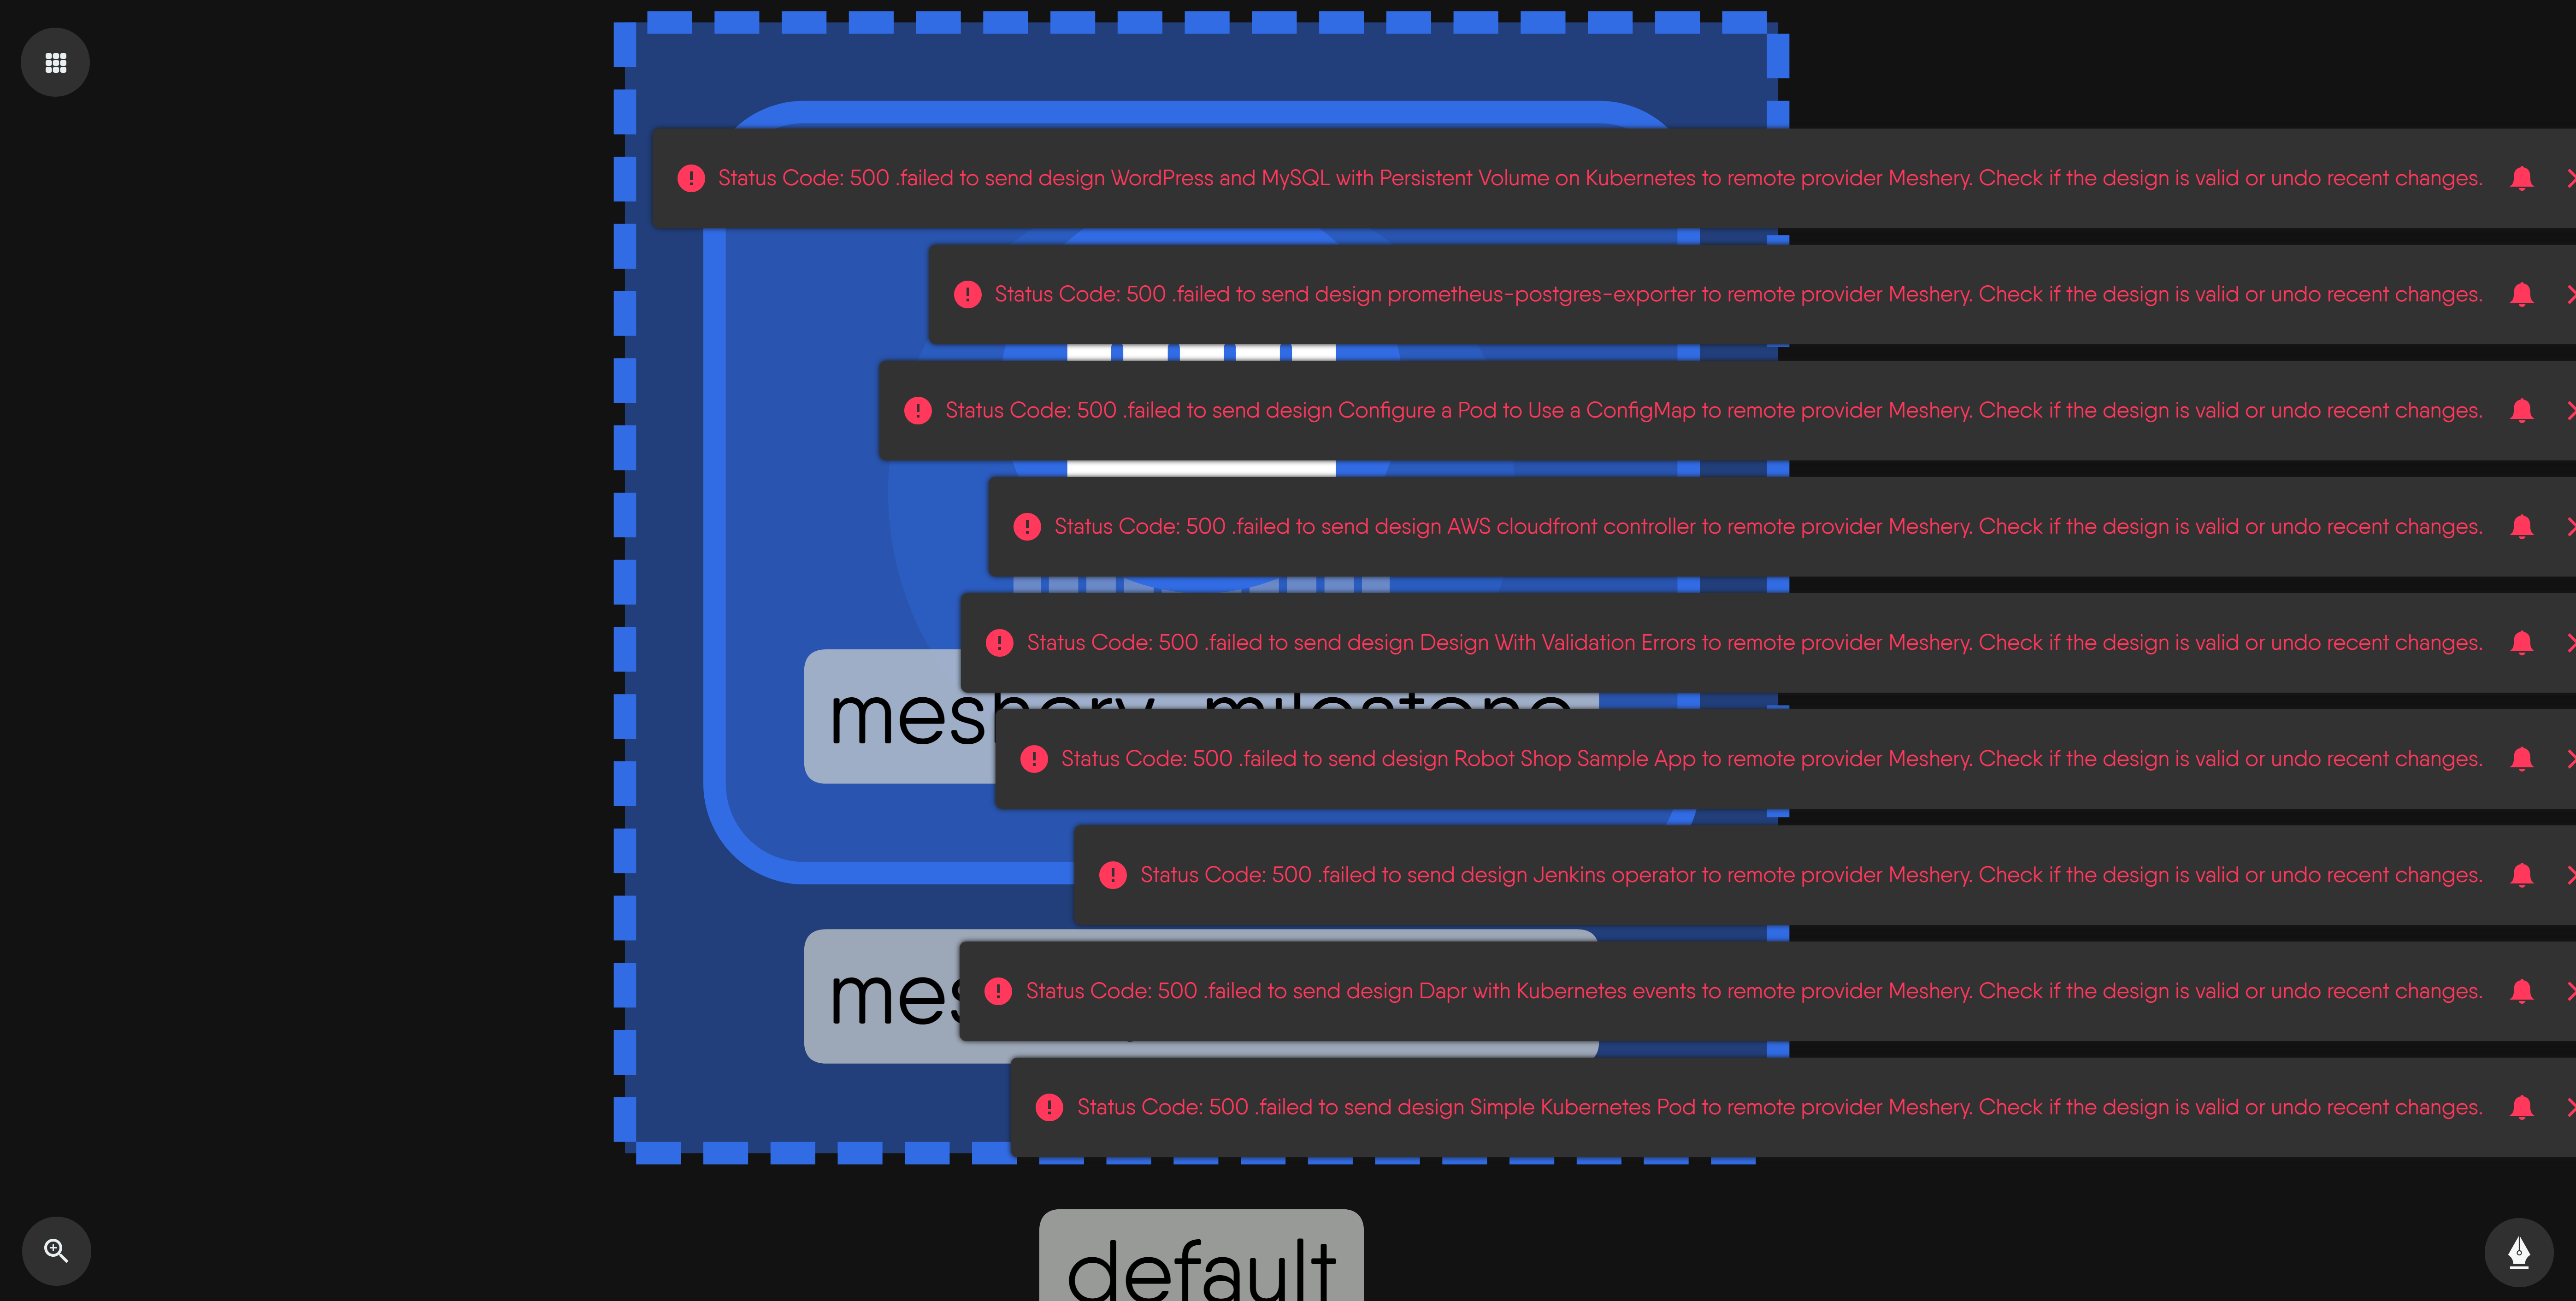 Status Code: 500 .failed to send design WordPress and MySQL with Persistent Volume on Kubernetes to remote provider Meshery. Check if the design is valid or undo recent changes.
Status Code: 500 .failed to send design prometheus-postgres-exporter to remote provider Meshery. Check if the design is valid or undo recent changes.
Status Code: 500 .failed to send design Configure a Pod to Use a ConfigMap to remote provider Meshery. Check if the design is valid or undo recent changes.
Status Code: 500 .failed to send design AWS cloudfront controller to remote provider Meshery. Check if the design is valid or undo recent changes.
Status Code: 500 .failed to send design Design With Validation Errors to remote provider Meshery. Check if the design is valid or undo recent changes.
meshery-milestone
Status Code: 500 .failed to send design Robot Shop Sample App to remote provider Meshery. Check if the design is valid or undo recent changes.
Status Code: 500 .failed to send design Jenkins operator to remote provider Meshery. Check if the design is valid or undo recent changes.
Status Code: 500 .failed to send design Dapr with Kubernetes events to remote provider Meshery. Check if the design is valid or undo recent changes.
Status Code: 500 .failed to send design Simple Kubernetes Pod to remote provider Meshery. Check if the design is valid or undo recent changes.
default